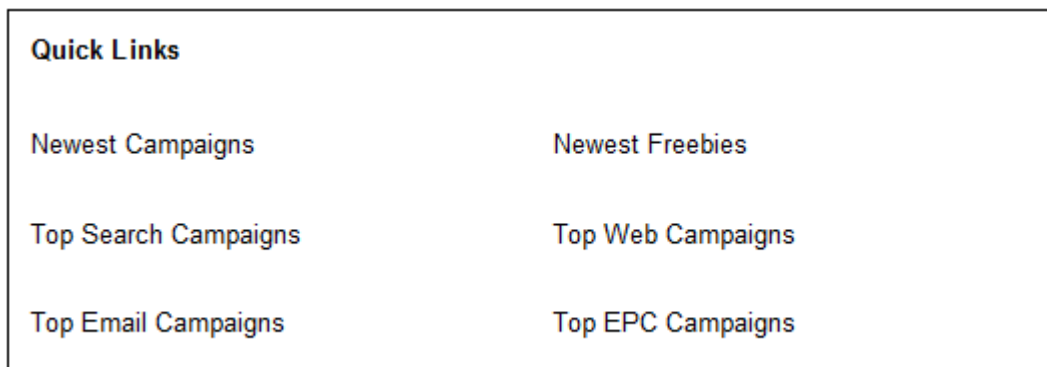 Quick Links
Newest Campaigns Newest Freebies
Top Search Campaigns Top Web Campaigns
Top Email Campaigns Top EPC Campaigns